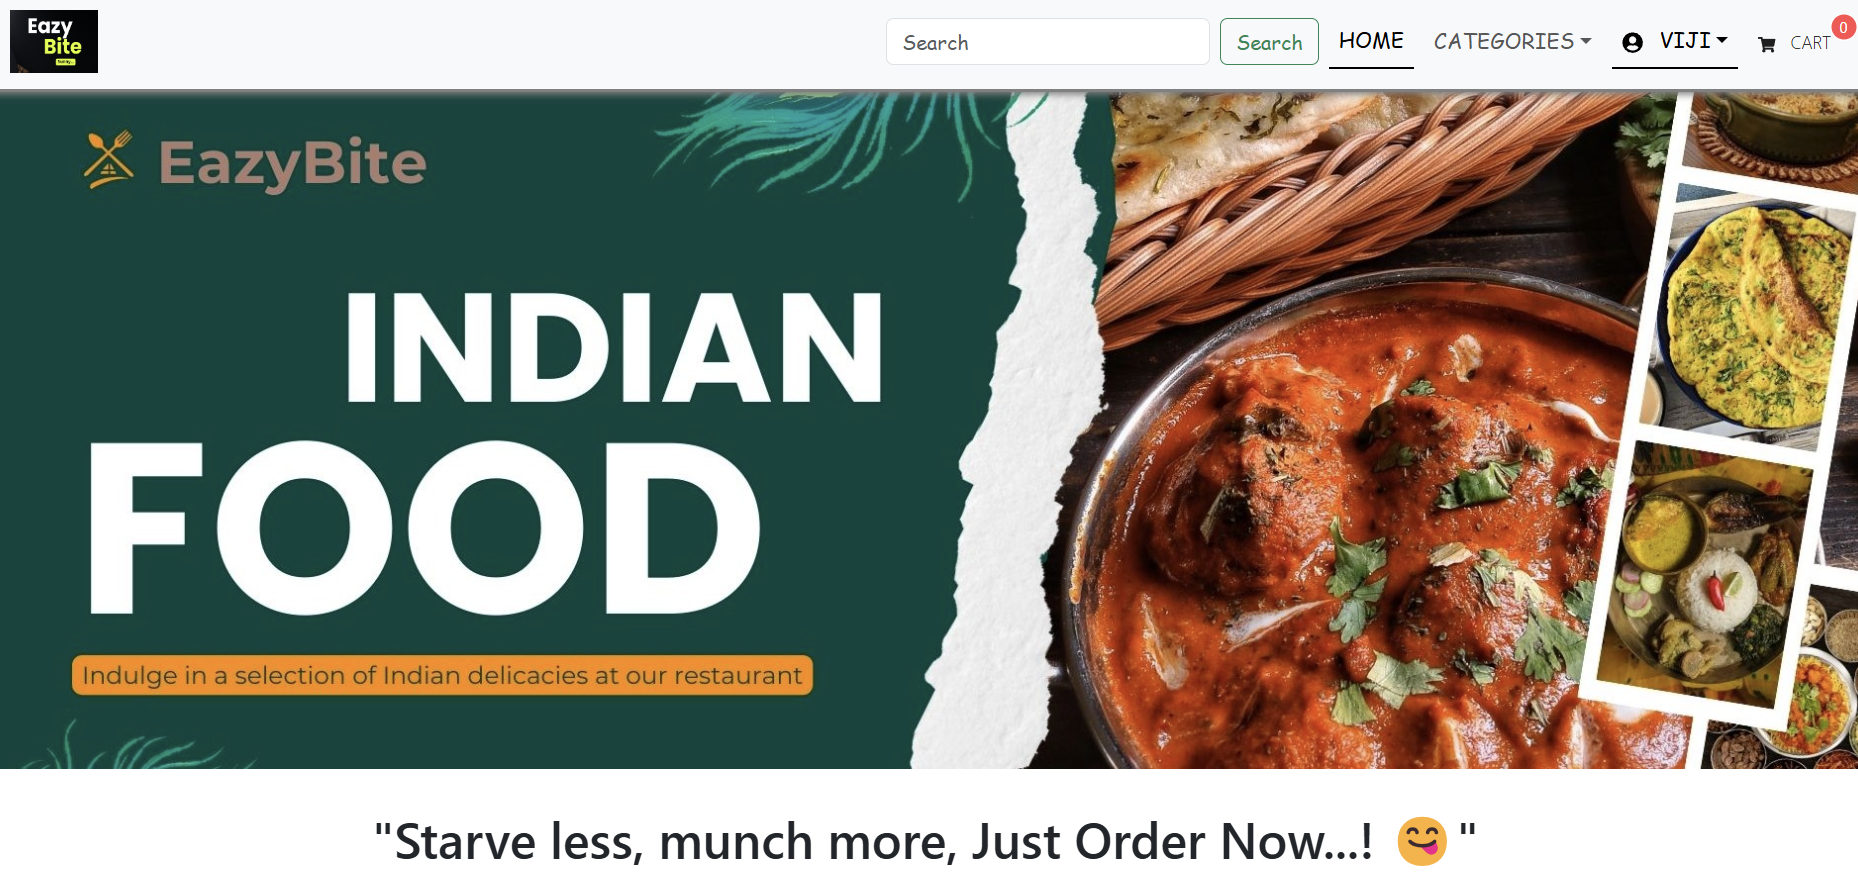 Eazy
Bite
Search
Search
HOME
CATEGORIES
VIJI
CART
0
EazyBite
INDIAN
FOOD
Indulge in a selection of Indian delicacies at our restaurant
"Starve less, munch more, Just Order Now...! 😋 "